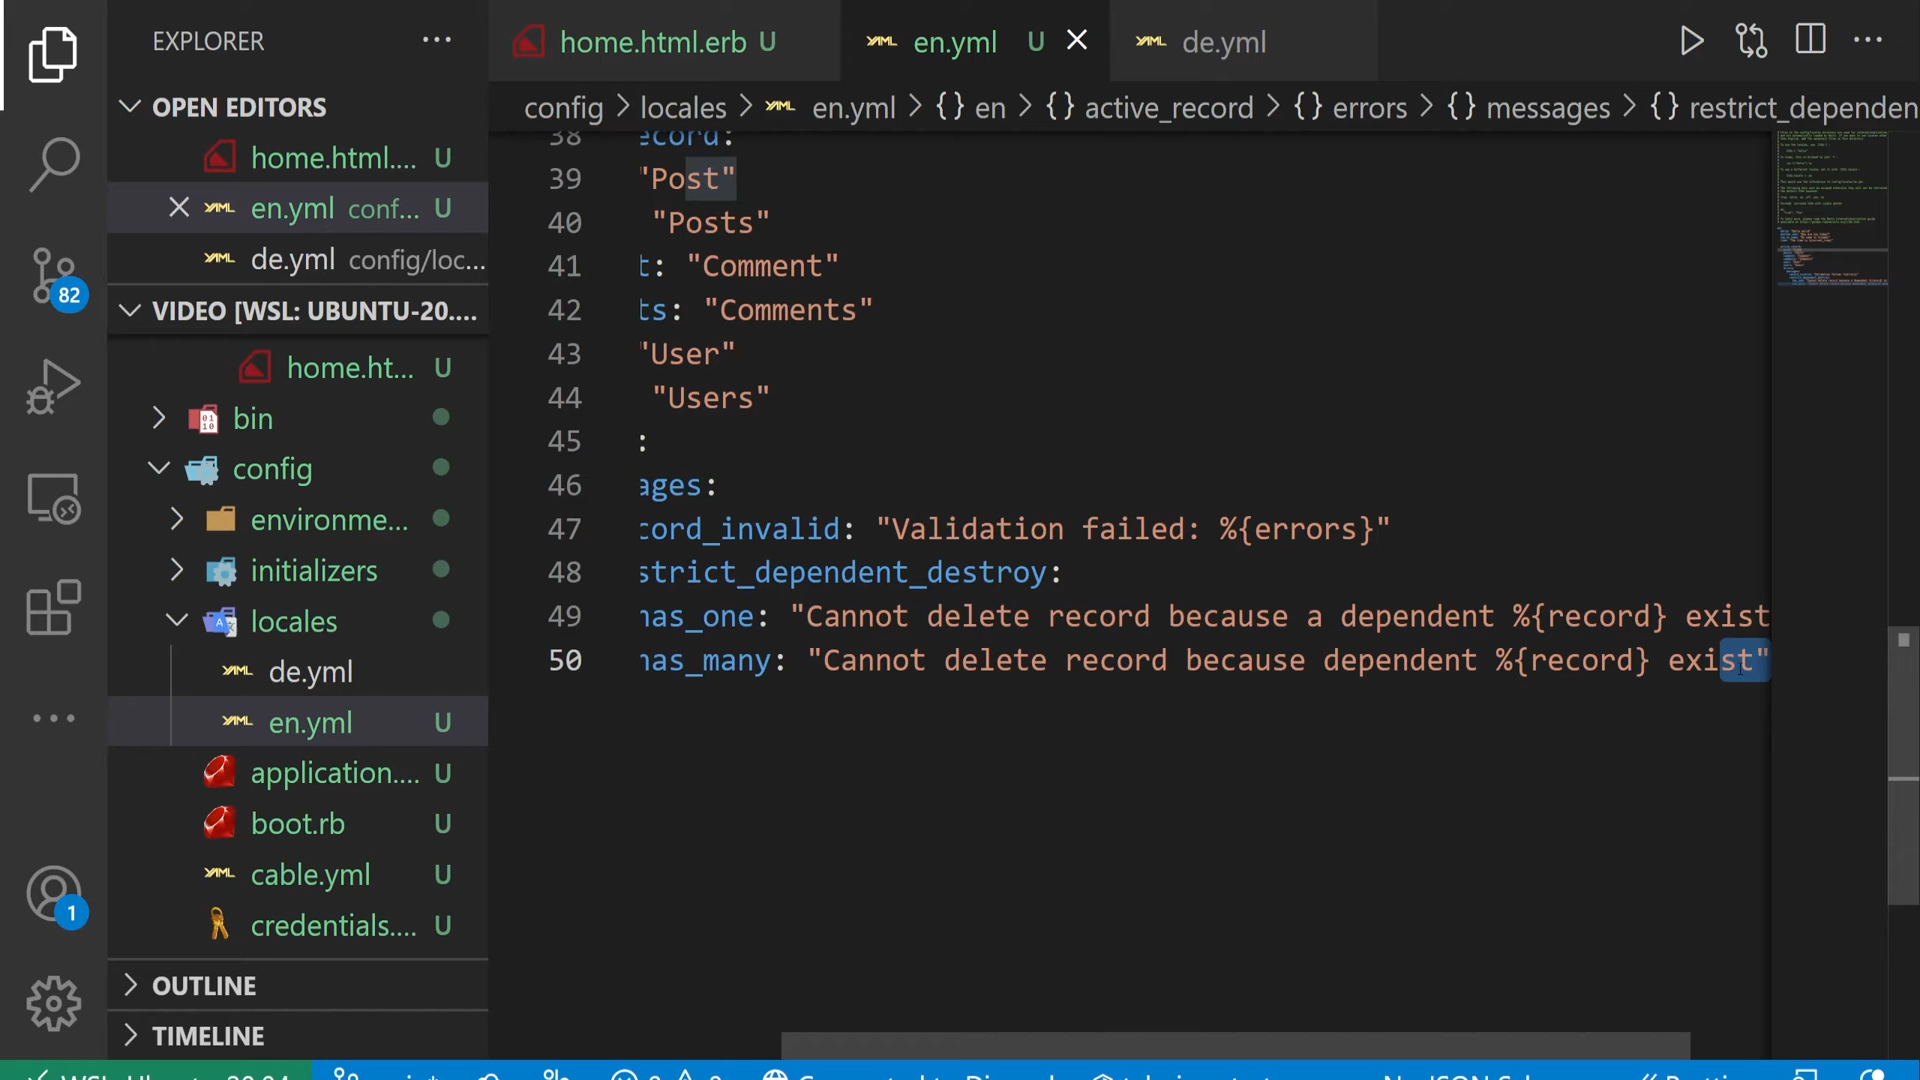 EXPLORER
home.html.erb U
en.yml U
de.yml
OPEN EDITORS
config > locales > en.yml > {} en > {} active_record > {} errors > {} messages > {} restrict_dependen
home.html.... U
en.yml conf... U
de.yml config/loc...
VIDEO [WSL: UBUNTU-20....
home.ht... U
bin
config
environme...
initializers
locales
de.yml
en.yml U
application.... U
boot.rb U
cable.yml U
credentials.... U
OUTLINE
TIMELINE
82
1
38 ecord:
39 "Post"
40 "Posts"
41 t: "Comment"
42 ts: "Comments"
43 "User"
44 "Users"
45 :
46 ages:
47 cord_invalid: "Validation failed: %{errors}"
48 strict_dependent_destroy:
49 has_one: "Cannot delete record because a dependent %{record} exist
50 has_many: "Cannot delete record because dependent %{record} exist"